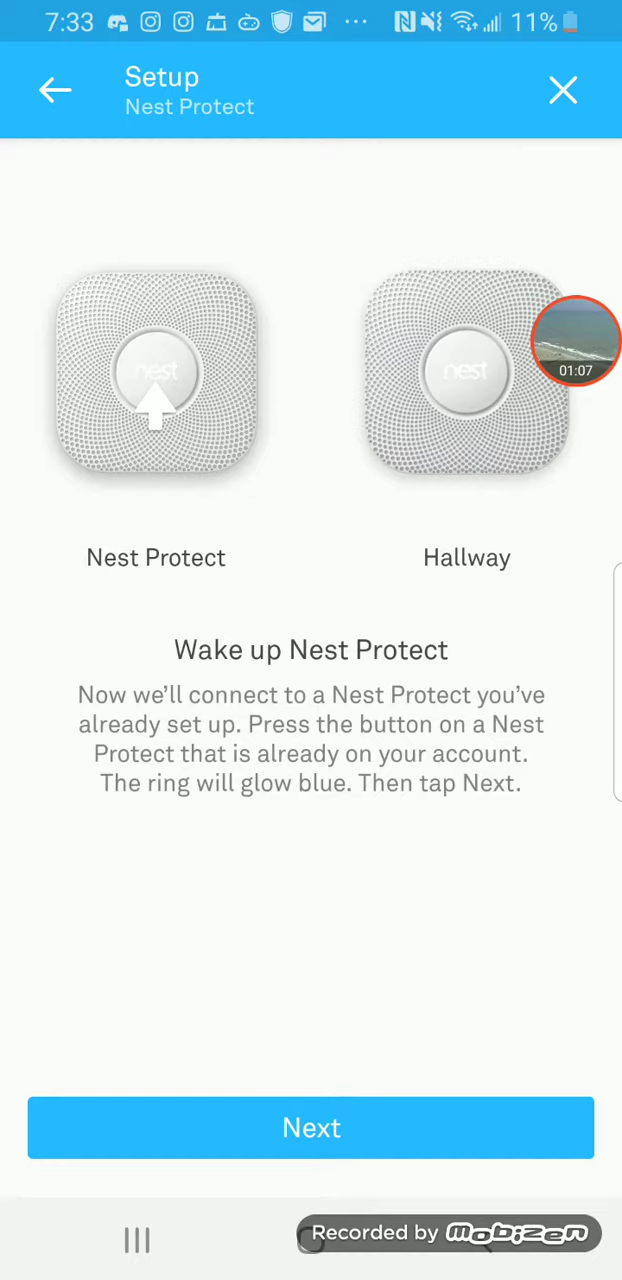 7:33 ... 11%
Setup
Nest Protect
nest
nest
01:07
Nest Protect
Hallway
Wake up Nest Protect
Now we'll connect to a Nest Protect you've
already set up. Press the button on a Nest
Protect that is already on your account.
The ring will glow blue. Then tap Next.
Next
Recorded by mobizen